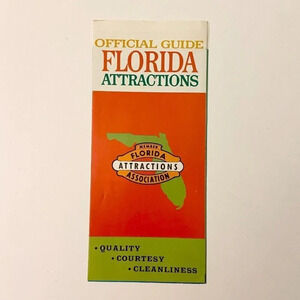 OFFICIAL GUIDE
FLORIDA
ATTRACTIONS
MEMBER
FLORIDA
ATTRACTIONS
ASSOCIATION
• QUALITY
• COURTESY
• CLEANLINESS